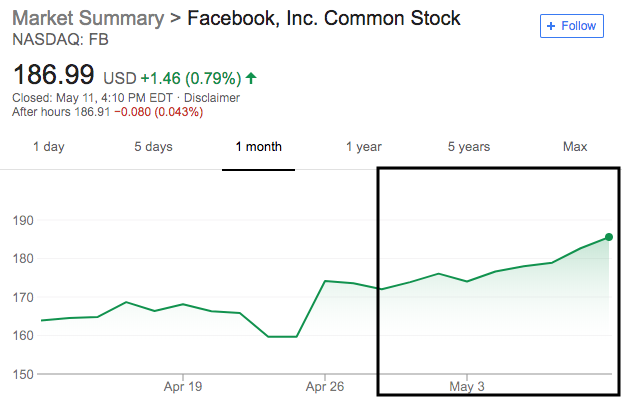 Market Summary > Facebook, Inc. Common Stock
NASDAQ: FB
+ Follow
186.99 USD +1.46 (0.79%)
Closed: May 11, 4:10 PM EDT · Disclaimer
After hours 186.91 −0.080 (0.043%)
1 day 5 days 1 month 1 year 5 years Max
190
180
170
160
150
Apr 19 Apr 26 May 3